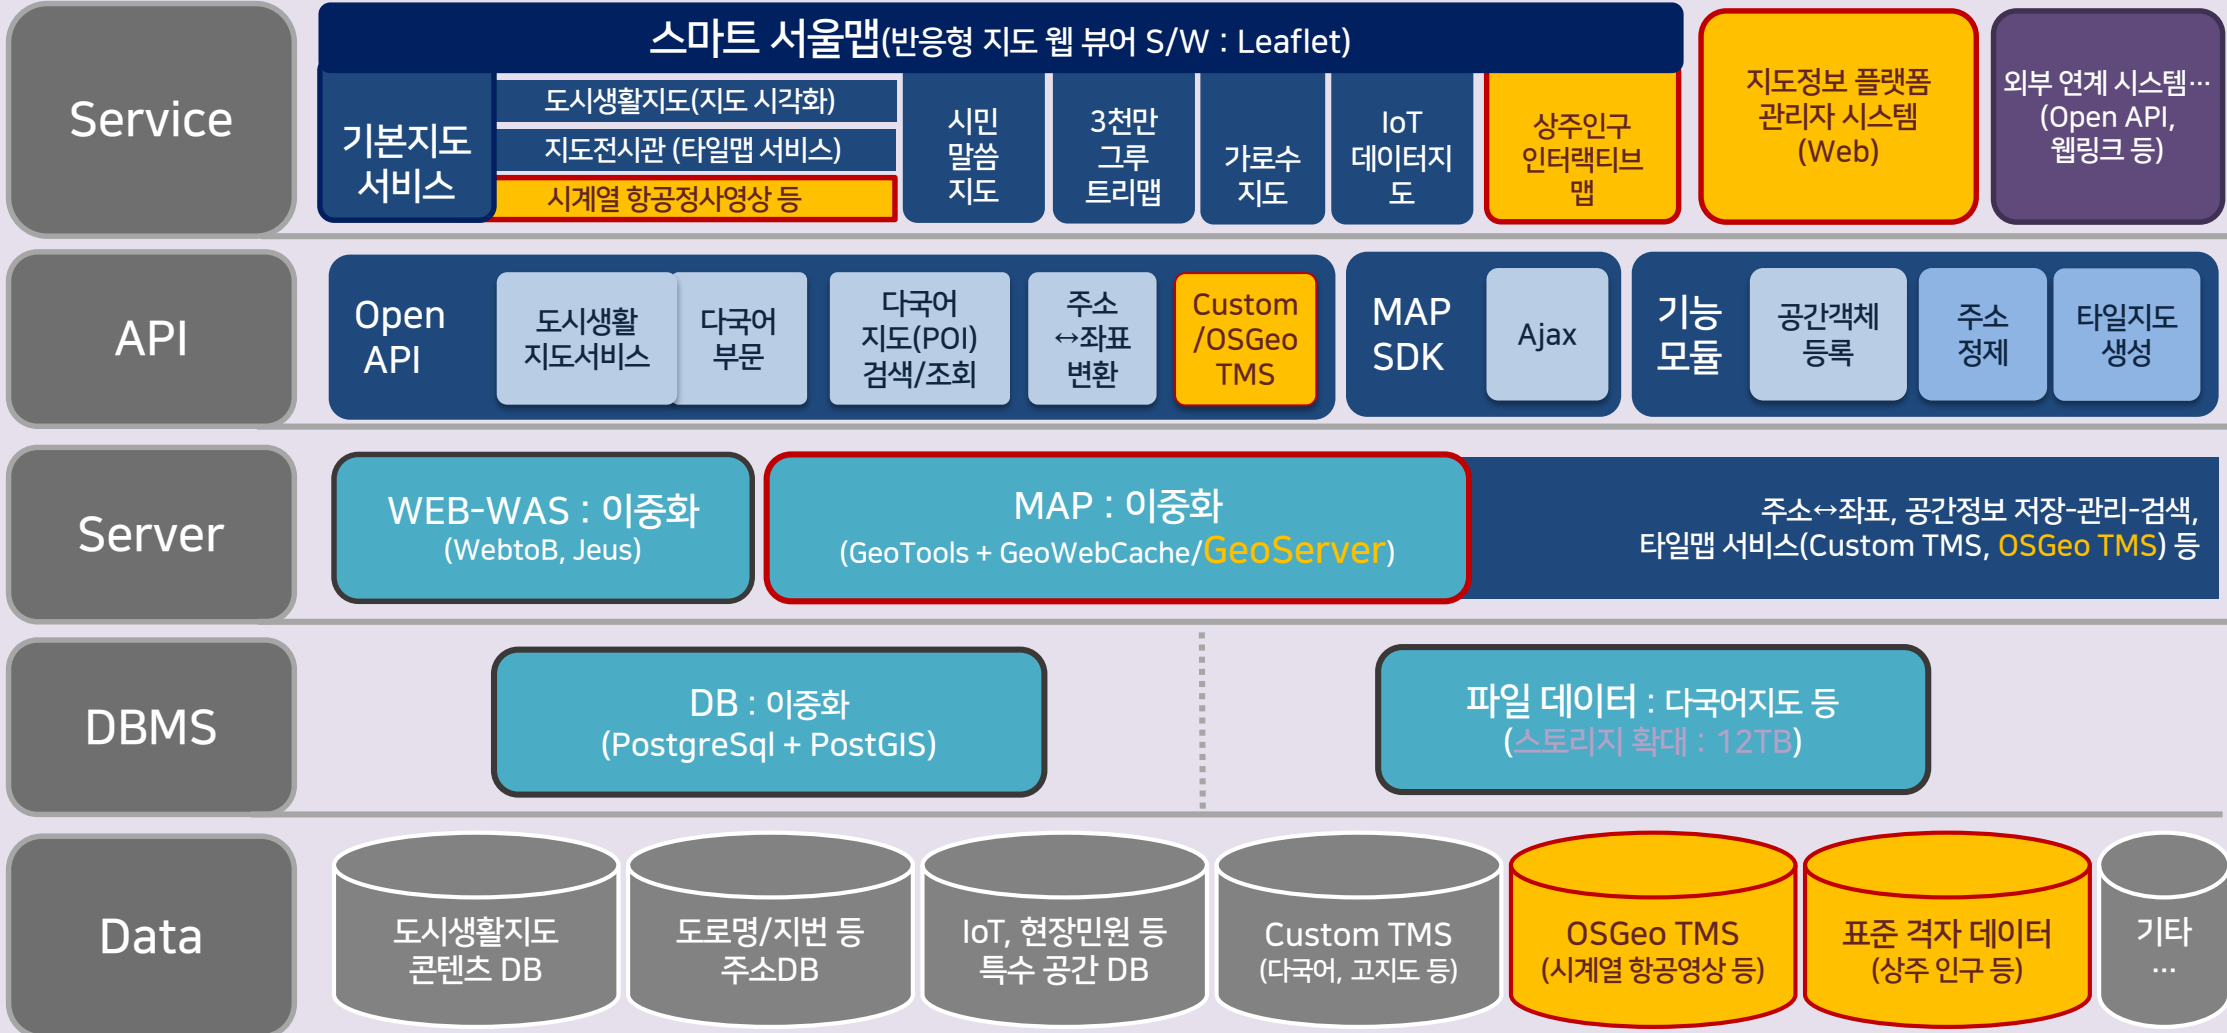 Service
스마트 서울맵(반응형 지도 웹 뷰어 S/W : Leaflet)
기본지도
서비스
도시생활지도(지도 시각화)
지도전시관 (타일맵 서비스)
시계열 항공정사영상 등
시민
말씀
지도
3천만
그루
트리맵
가로수
지도
IoT
데이터지
도
상주인구
인터랙티브
맵
지도정보 플랫폼
관리자 시스템
(Web)
외부 연계 시스템…
(Open API,
웹링크 등)
API
Open
API
도시생활
지도서비스
다국어
부문
다국어
지도(POI)
검색/조회
주소
↔좌표
변환
Custom
/OSGeo
TMS
MAP
SDK
Ajax
기능
모듈
공간객체
등록
주소
정제
타일지도
생성
Server
WEB-WAS : 이중화
(WebtoB, Jeus)
MAP : 이중화
(GeoTools + GeoWebCache/GeoServer)
주소↔좌표, 공간정보 저장-관리-검색,
타일맵 서비스(Custom TMS, OSGeo TMS) 등
DBMS
DB : 이중화
(PostgreSql + PostGIS)
파일 데이터 : 다국어지도 등
(스토리지 확대 : 12TB)
Data
도시생활지도
콘텐츠 DB
도로명/지번 등
주소DB
IoT, 현장민원 등
특수 공간 DB
Custom TMS
(다국어, 고지도 등)
OSGeo TMS
(시계열 항공영상 등)
표준 격자 데이터
(상주 인구 등)
기타
…